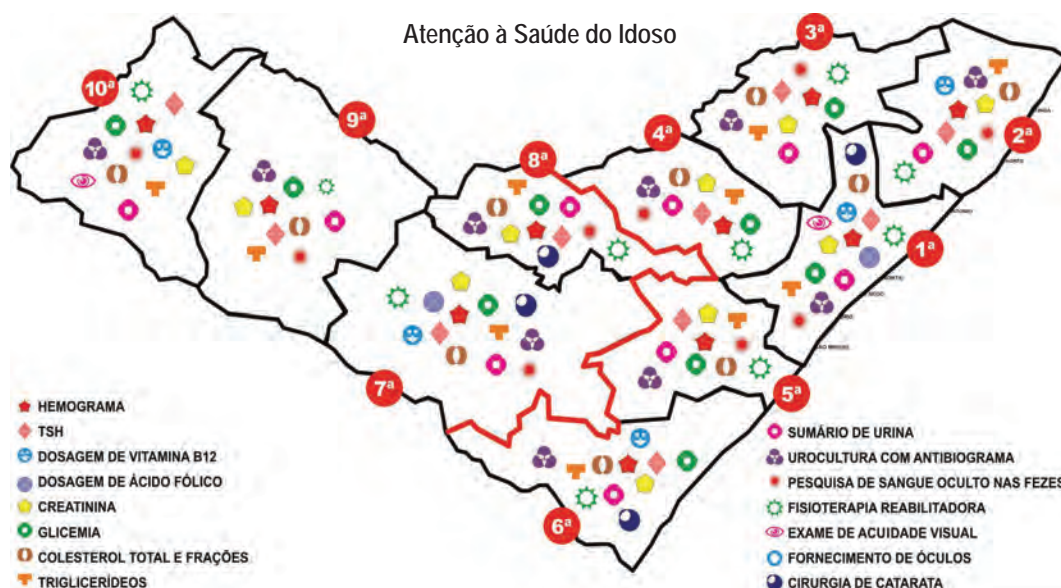 Atenção à Saúde do Idoso
3ª
10ª
9ª
4ª
2ª
8ª
1ª
7ª
5ª
6ª
HEMOGRAMA
TSH
DOSAGEM DE VITAMINA B12
DOSAGEM DE ÁCIDO FÓLICO
CREATININA
GLICEMIA
COLESTEROL TOTAL E FRAÇÕES
TRIGLICERÍDEOS
SUMÁRIO DE URINA
UROCULTURA COM ANTIBIOGRAMA
PESQUISA DE SANGUE OCULTO NAS FEZES
FISIOTERAPIA REABILITADORA
EXAME DE ACUIDADE VISUAL
FORNECIMENTO DE ÓCULOS
CIRURGIA DE CATARATA